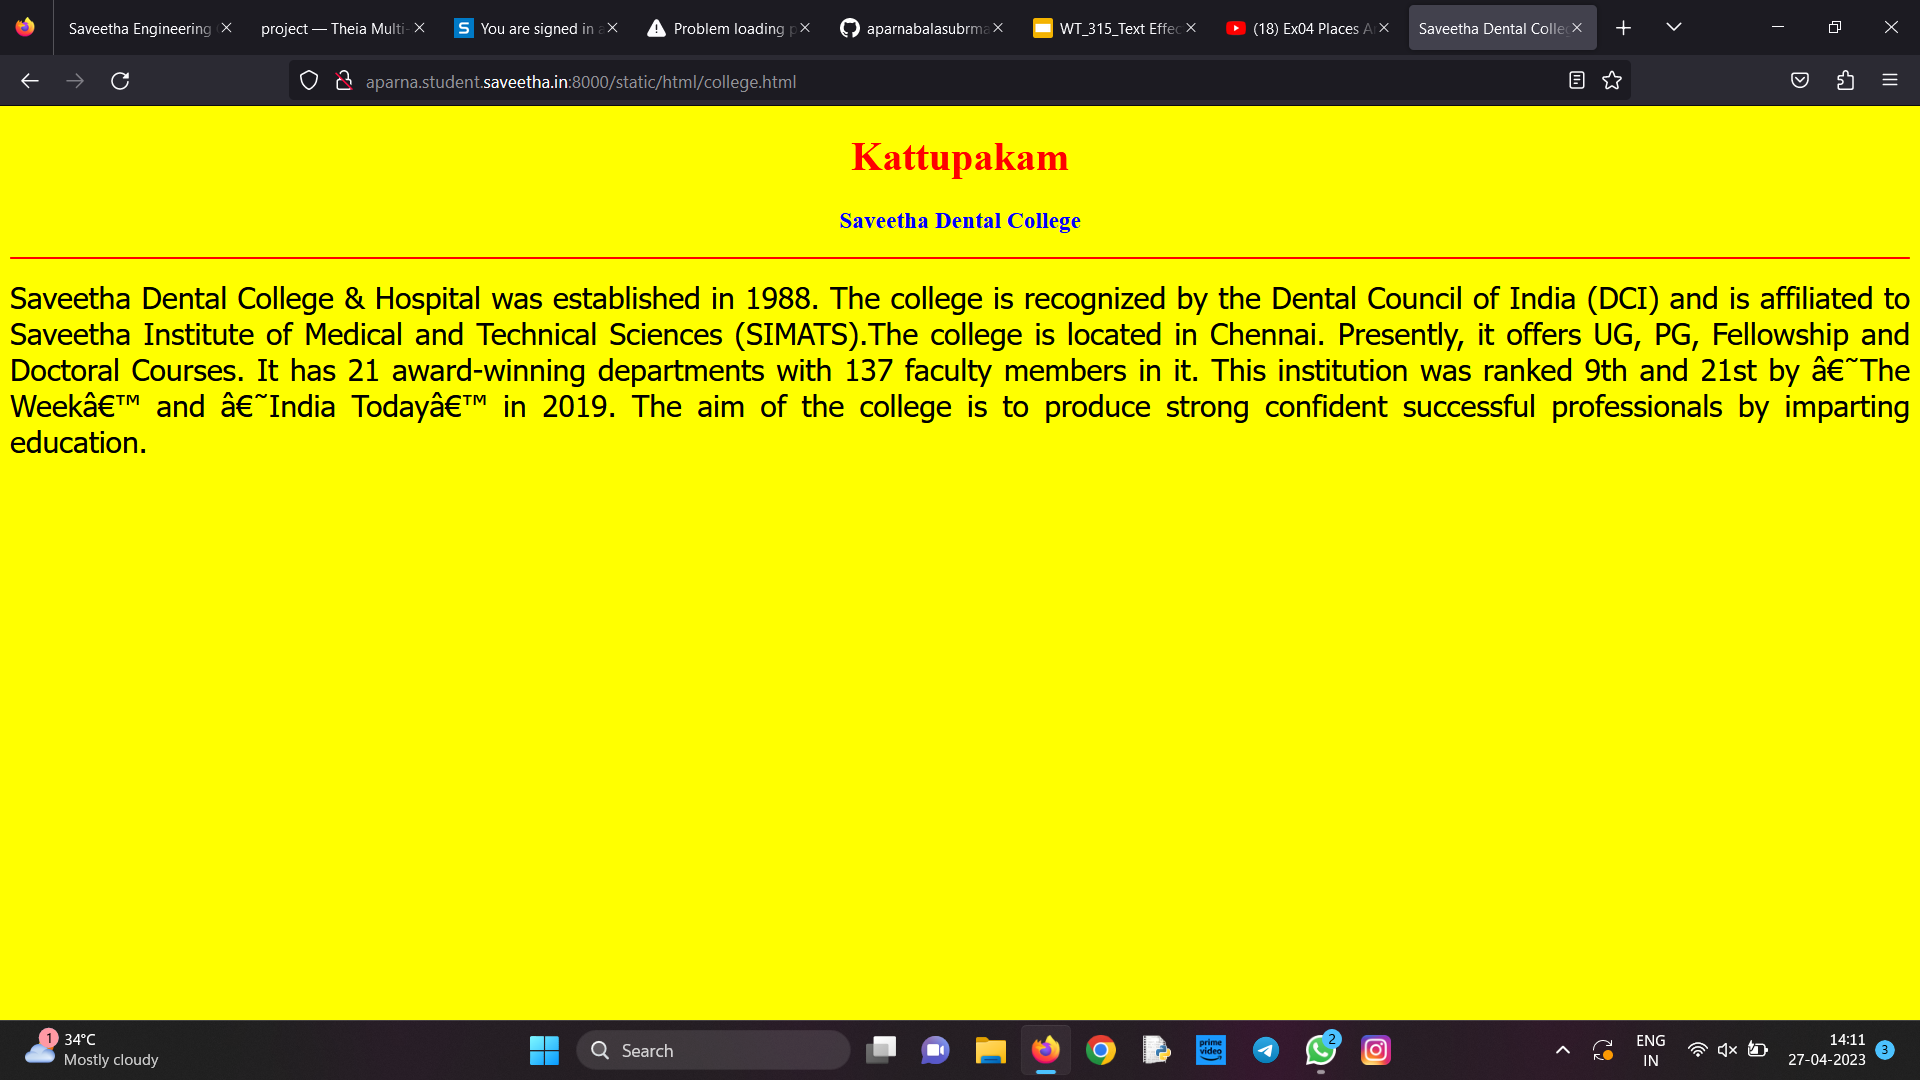 Saveetha Engineering
project — Theia Multi-
You are signed in a
Problem loading p
aparnabalasubrma
WT_315_Text Effec
(18) Ex04 Places A
Saveetha Dental Colleg
aparna.student.saveetha.in:8000/static/html/college.html
Kattupakam
Saveetha Dental College
Saveetha Dental College & Hospital was established in 1988. The college is recognized by the Dental Council of India (DCI) and is affiliated to
Saveetha Institute of Medical and Technical Sciences (SIMATS).The college is located in Chennai. Presently, it offers UG, PG, Fellowship and
Doctoral Courses. It has 21 award-winning departments with 137 faculty members in it. This institution was ranked 9th and 21st by â€˜The
Weekâ€™ and â€˜India Todayâ€™ in 2019. The aim of the college is to produce strong confident successful professionals by imparting
education.
1
34°C
Mostly cloudy
Search
prime video
2
ENG
IN
14:11
27-04-2023
3